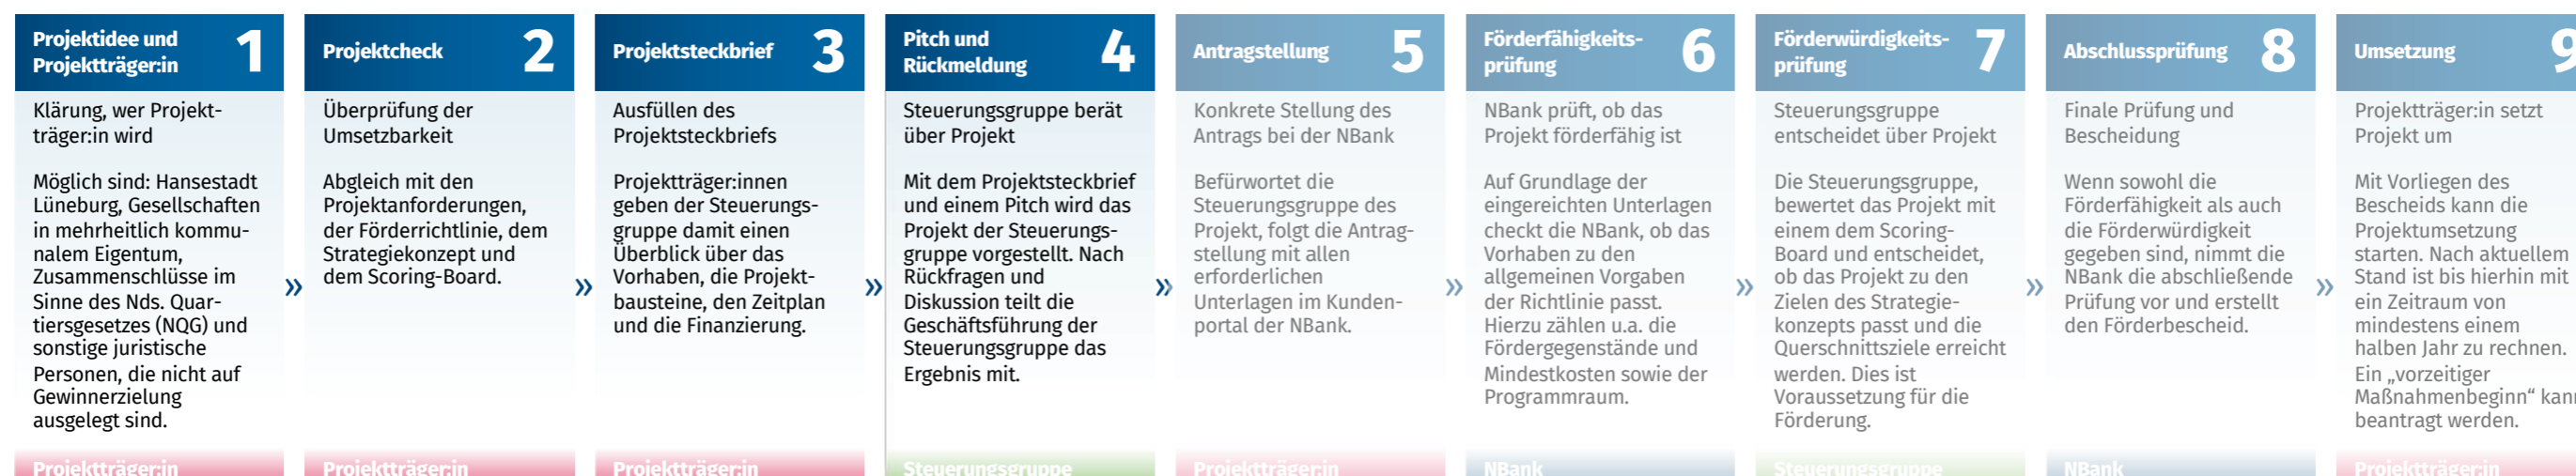 Projektidee und
Projektträger:in
1
Klärung, wer Projekt-
träger:in wird
Möglich sind: Hansestadt
Lüneburg, Gesellschaften
in mehrheitlich kommu-
nalem Eigentum,
Zusammenschlüsse im
Sinne des Nds. Quar-
tiersgesetzes (NQG) und
sonstige juristische
Personen, die nicht auf
Gewinnerzielung
ausgelegt sind.
Projektträger:in
»
Projektcheck
2
Überprüfung der
Umsetzbarkeit
Abgleich mit den
Projektanforderungen,
der Förderrichtlinie, dem
Strategiekonzept und
dem Scoring-Board.
Projektträger:in
»
Projektsteckbrief
3
Ausfüllen des
Projektsteckbriefs
Projektträger:innen
geben der Steuerungs-
gruppe damit einen
Überblick über das
Vorhaben, die Projekt-
bausteine, den Zeitplan
und die Finanzierung.
Projektträger:in
»
Pitch und
Rückmeldung
4
Steuerungsgruppe berät
über Projekt
Mit dem Projektsteckbrief
und einem Pitch wird das
Projekt der Steuerungs-
gruppe vorgestellt. Nach
Rückfragen und
Diskussion teilt die
Geschäftsführung der
Steuerungsgruppe das
Ergebnis mit.
Steuerungsgruppe
»
Antragstellung
5
Konkrete Stellung des
Antrags bei der NBank
Befürwortet die
Steuerungsgruppe des
Projekt, folgt die Antrag-
stellung mit allen
erforderlichen
Unterlagen im Kunden-
portal der NBank.
Projektträger:in
»
Förderfähigkeits-
prüfung
6
NBank prüft, ob das
Projekt förderfähig ist
Auf Grundlage der
eingereichten Unterlagen
checkt die NBank, ob das
Vorhaben zu den
allgemeinen Vorgaben
der Richtlinie passt.
Hierzu zählen u.a. die
Fördergegenstände und
Mindestkosten sowie der
Programmraum.
NBank
»
Förderwürdigkeits-
prüfung
7
Steuerungsgruppe
entscheidet über Projekt
Die Steuerungsgruppe,
bewertet das Projekt mit
einem dem Scoring-
Board und entscheidet,
ob das Projekt zu den
Zielen des Strategie-
konzepts passt und die
Querschnittsziele erreicht
werden. Dies ist
Voraussetzung für die
Förderung.
Steuerungsgruppe
»
Abschlussprüfung
8
Finale Prüfung und
Bescheidung
Wenn sowohl die
Förderfähigkeit als auch
die Förderwürdigkeit
gegeben sind, nimmt die
NBank die abschließende
Prüfung vor und erstellt
den Förderbescheid.
NBank
»
Umsetzung
9
Projektträger:in setzt
Projekt um
Mit Vorliegen des
Bescheids kann die
Projektumsetzung
starten. Nach aktuellem
Stand ist bis hierhin mit
ein Zeitraum von
mindestens einem
halben Jahr zu rechnen.
Ein „vorzeitiger
Maßnahmenbeginn“ kann
beantragt werden.
Projektträger:in